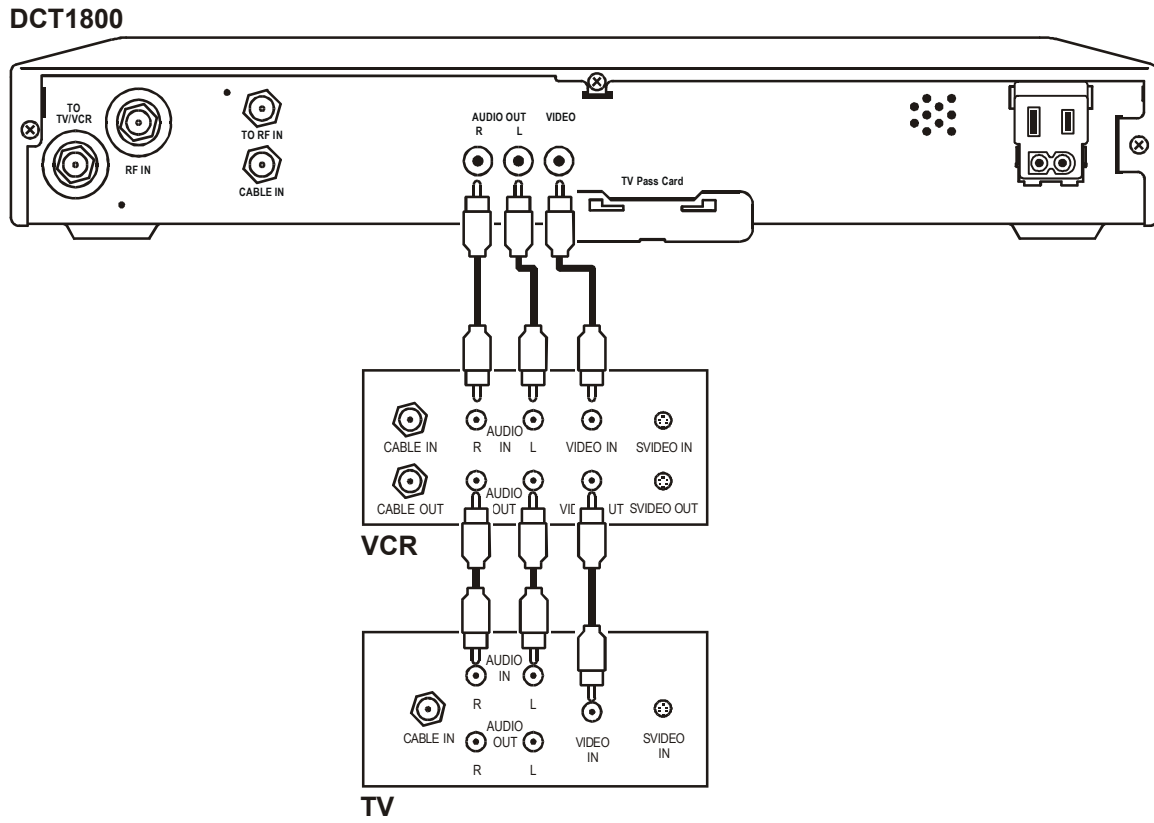 DCT1800
TO
TV/VCR
RF IN
TO RF IN
CABLE IN
AUDIO OUT
R L
VIDEO
TV Pass Card
CABLE IN
R
AUDIO
IN
L
VIDEO IN
SVIDEO IN
CABLE OUT
AUDIO
OUT
VID UT
SVIDEO OUT
VCR
CABLE IN
AUDIO
IN
R L
AUDIO
OUT
R L
VIDEO
IN
SVIDEO
IN
TV